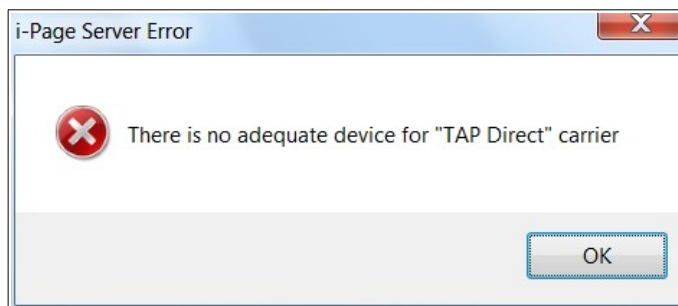 i-Page Server Error
There is no adequate device for "TAP Direct" carrier
OK